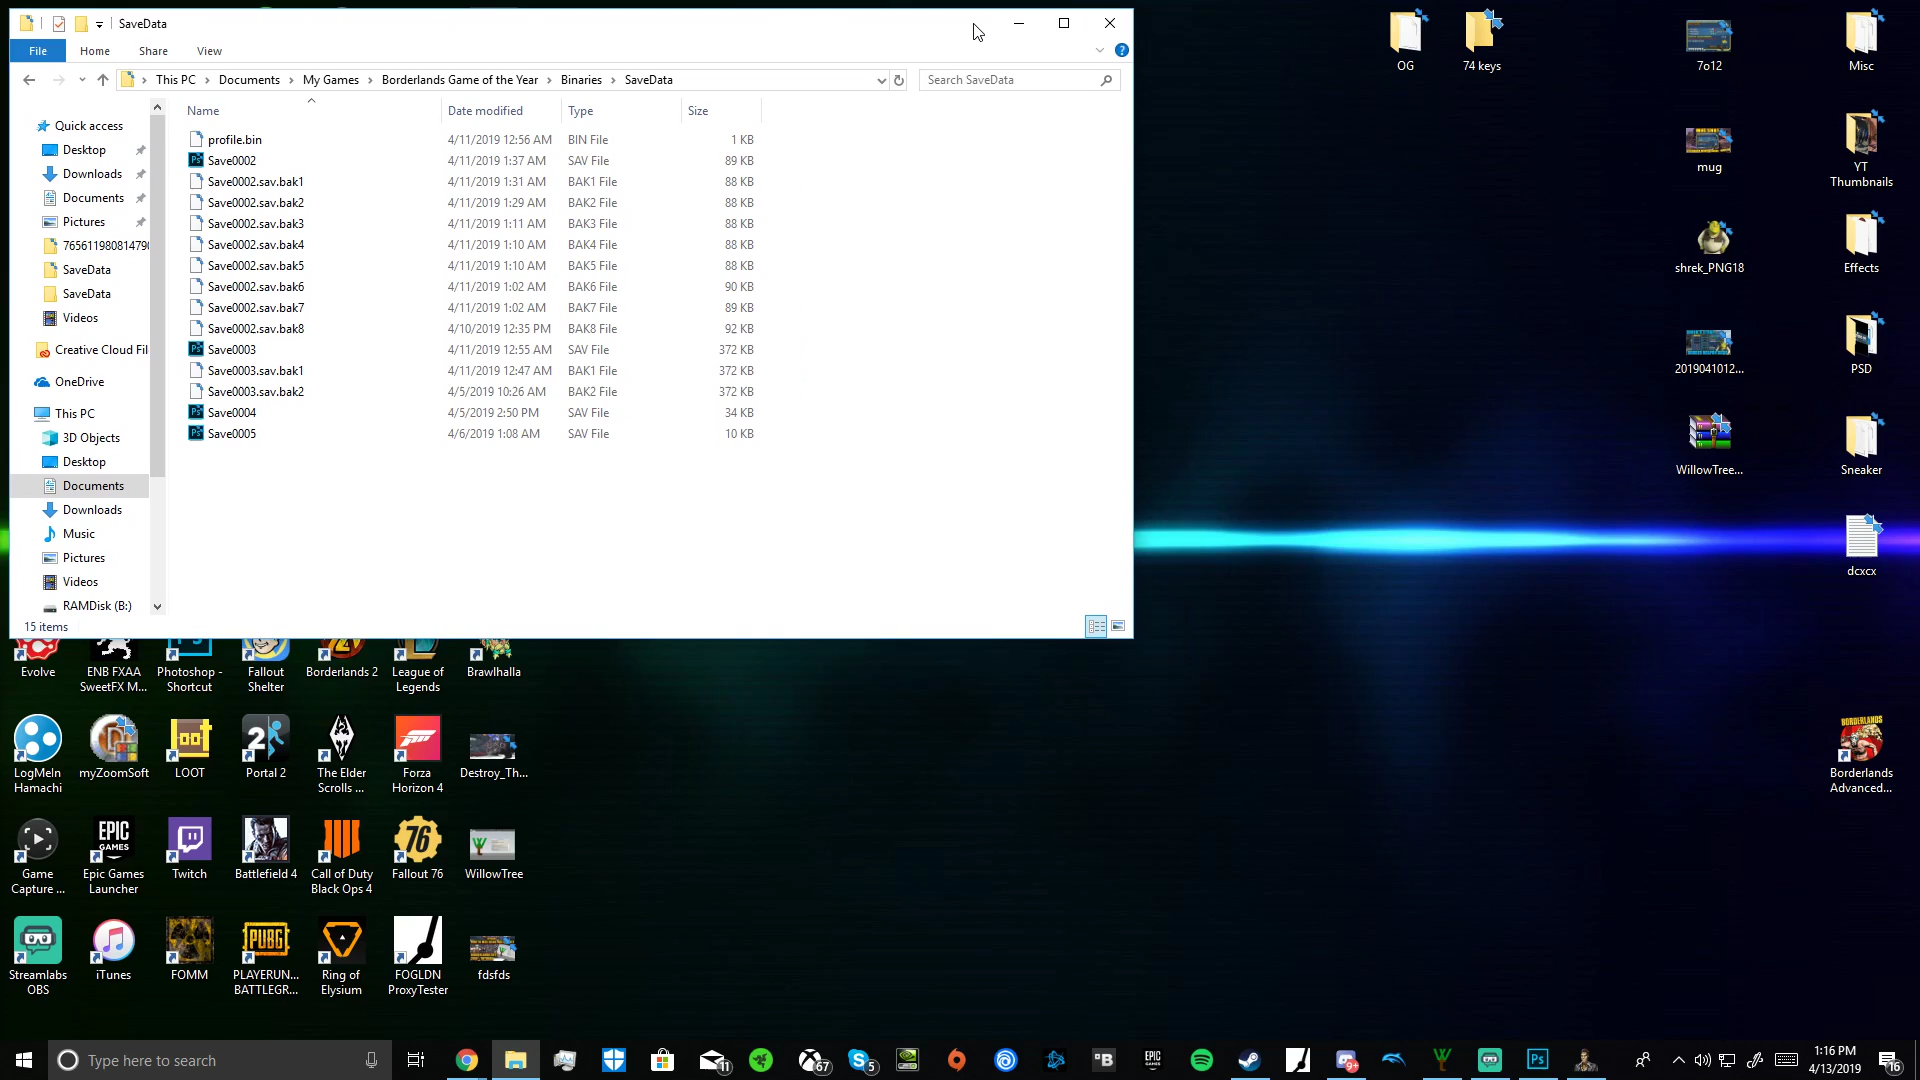 SaveData
File Home Share View
This PC Documents My Games Borderlands Game of the Year Binaries SaveData
Search SaveData
Name Date modified Type Size
profile.bin 4/11/2019 12:56 AM BIN File 1 KB
Save0002 4/11/2019 1:37 AM SAV File 89 KB
Save0002.sav.bak1 4/11/2019 1:31 AM BAK1 File 88 KB
Save0002.sav.bak2 4/11/2019 1:29 AM BAK2 File 88 KB
Save0002.sav.bak3 4/11/2019 1:11 AM BAK3 File 88 KB
Save0002.sav.bak4 4/11/2019 1:10 AM BAK4 File 88 KB
Save0002.sav.bak5 4/11/2019 1:10 AM BAK5 File 88 KB
Save0002.sav.bak6 4/11/2019 1:02 AM BAK6 File 90 KB
Save0002.sav.bak7 4/11/2019 1:02 AM BAK7 File 89 KB
Save0002.sav.bak8 4/10/2019 12:35 PM BAK8 File 92 KB
Save0003 4/11/2019 12:55 AM SAV File 372 KB
Save0003.sav.bak1 4/11/2019 12:47 AM BAK1 File 372 KB
Save0003.sav.bak2 4/5/2019 10:26 AM BAK2 File 372 KB
Save0004 4/5/2019 2:50 PM SAV File 34 KB
Save0005 4/6/2019 1:08 AM SAV File 10 KB
Quick access
Desktop
Downloads
Documents
Pictures
SaveData
SaveData
Videos
Creative Cloud Fil
OneDrive
This PC
3D Objects
Desktop
Documents
Downloads
Music
Pictures
Videos
RAMDisk (B:)
15 items
OG
74 keys
7o12
Misc
mug
YT
Thumbnails
shrek_PNG18
Effects
2019041012...
PSD
WillowTree...
Sneaker
dcxcx
BORDERLANDS
Borderlands
Advanced...
Evolve
ENB FXAA
SweetFX M...
Photoshop -
Shortcut
Fallout
Shelter
Borderlands 2
League of
Legends
Brawlhalla
LogMeIn
Hamachi
myZoomSoft
LOOT
Portal 2
The Elder
Scrolls ...
Forza
Horizon 4
Destroy_Th...
Game
Capture ...
EPIC
GAMES
Epic Games
Launcher
Twitch
Battlefield 4
Call of Duty
Black Ops 4
76
Fallout 76
WillowTree
Streamlabs
OBS
iTunes
FOMM
PUBG
PLAYERUN...
BATTLEGR...
Ring of
Elysium
FOGLDN
ProxyTester
fdsfds
Type here to search
11
67
5
9+
Ps
1:16 PM
4/13/2019
16